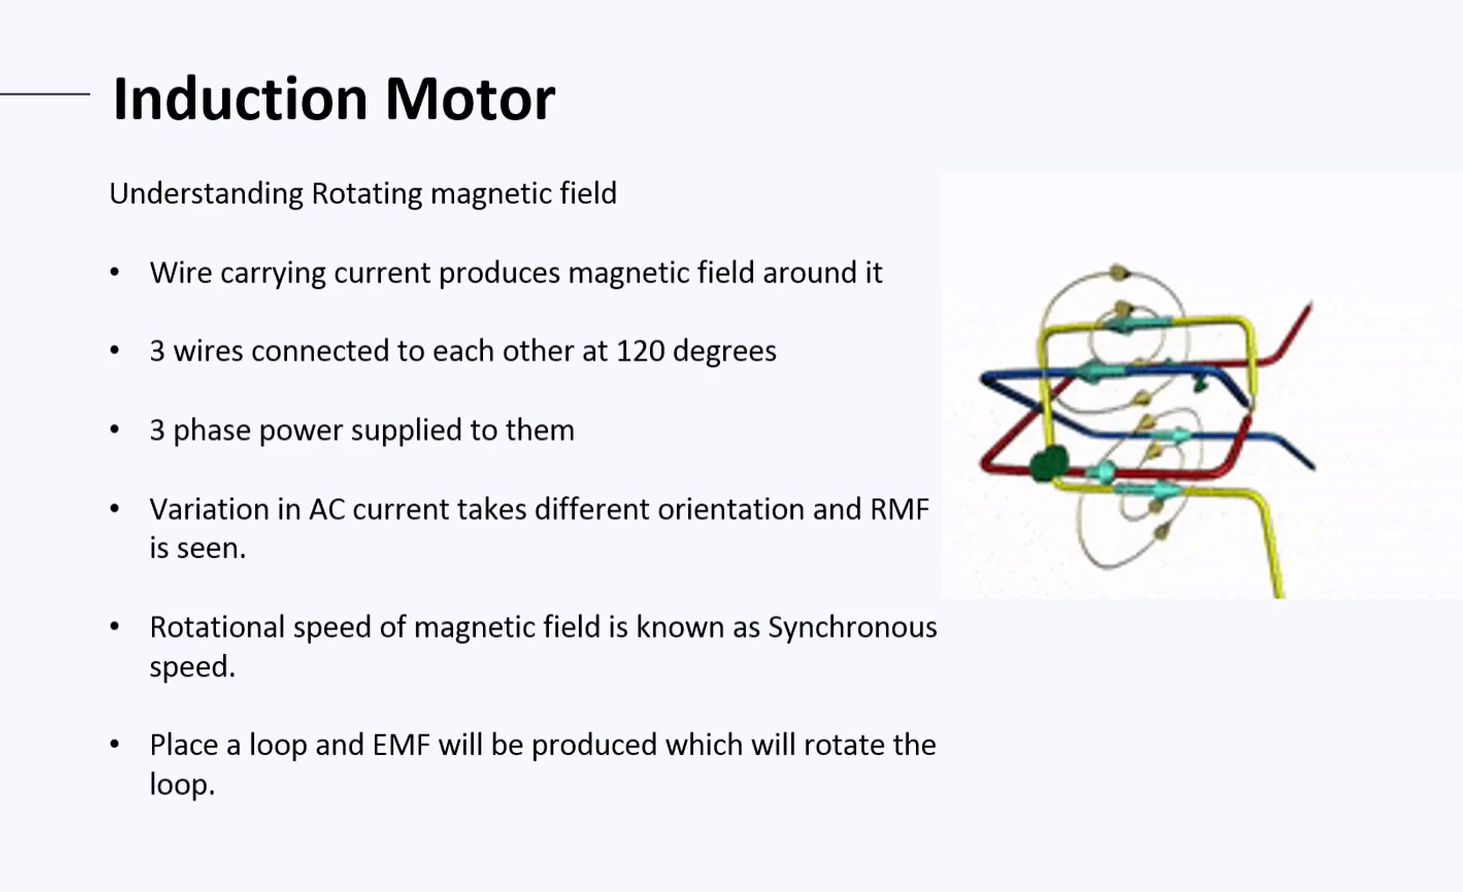 Induction Motor
Understanding Rotating magnetic field
• Wire carrying current produces magnetic field around it
• 3 wires connected to each other at 120 degrees
• 3 phase power supplied to them
• Variation in AC current takes different orientation and RMF
is seen.
• Rotational speed of magnetic field is known as Synchronous
speed.
• Place a loop and EMF will be produced which will rotate the
loop.